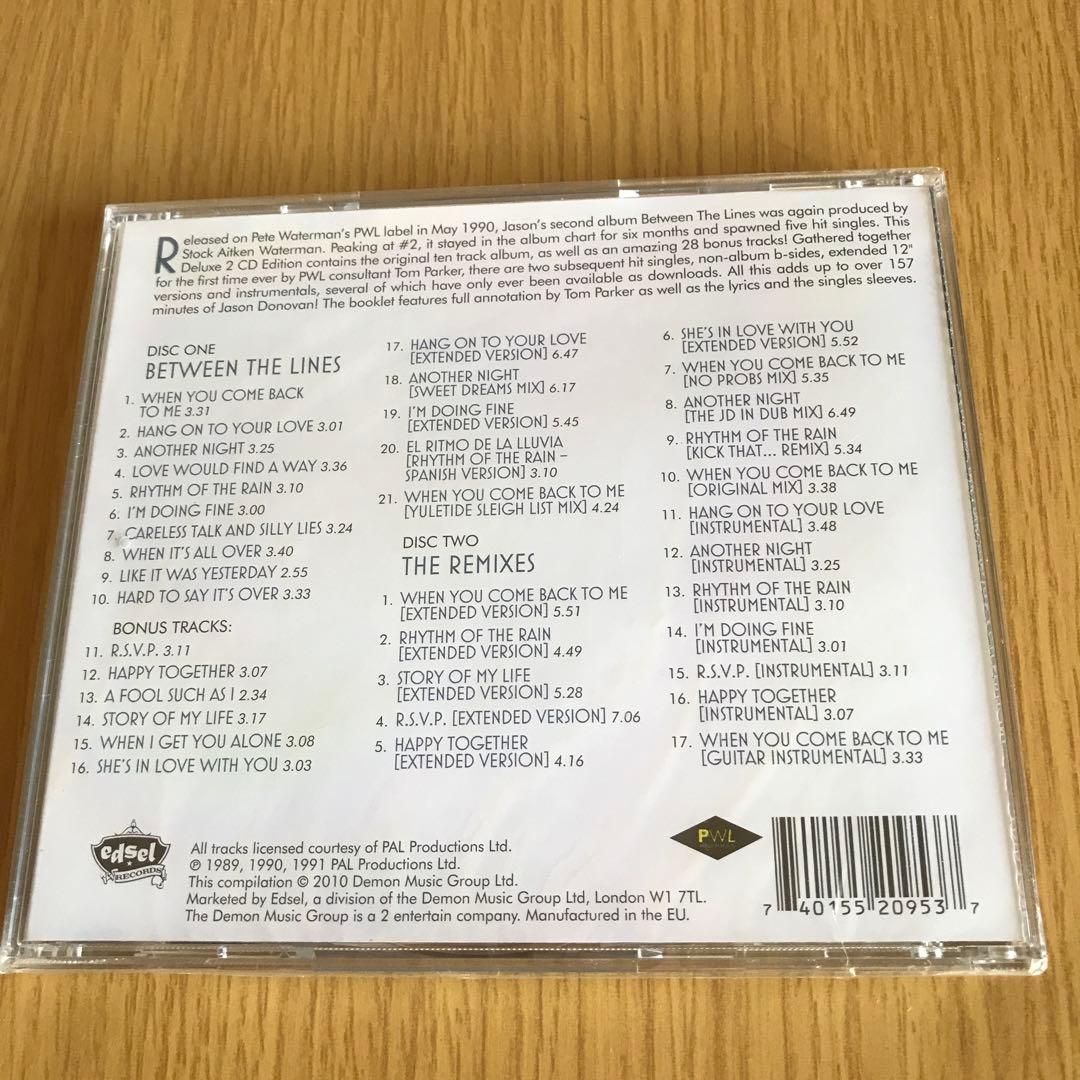 Released on Pete Waterman's PWL label in May 1990, Jason's second album Between The Lines was again produced by
Stock Aitken Waterman. Peaking at #2, it stayed in the album chart for six months and spawned five hit singles. This
Deluxe 2 CD Edition contains the original ten track album, as well as an amazing 28 bonus tracks! Gathered together
for the first time ever by PWL consultant Tom Parker, there are two subsequent hit singles, non-album b-sides, extended 12"
versions and instrumentals, several of which have only ever been available as downloads. All this adds up to over 157
minutes of Jason Donovan! The booklet features full annotation by Tom Parker as well as the lyrics and the singles sleeves.
DISC ONE
BETWEEN THE LINES
1. WHEN YOU COME BACK
TO ME 3.31
2. HANG ON TO YOUR LOVE 3.01
3. ANOTHER NIGHT 3.25
4. LOVE WOULD FIND A WAY 3.36
5. RHYTHM OF THE RAIN 3.10
6. I'M DOING FINE 3.00
7. CARELESS TALK AND SILLY LIES 3.24
8. WHEN IT'S ALL OVER 3.40
9. LIKE IT WAS YESTERDAY 2.55
10. HARD TO SAY IT'S OVER 3.33
BONUS TRACKS:
11. R.S.V.P. 3.11
12. HAPPY TOGETHER 3.07
13. A FOOL SUCH AS I 2.34
14. STORY OF MY LIFE 3.17
15. WHEN I GET YOU ALONE 3.08
16. SHE'S IN LOVE WITH YOU 3.03
17. HANG ON TO YOUR LOVE
[EXTENDED VERSION] 6.47
18. ANOTHER NIGHT
[SWEET DREAMS MIX] 6.17
19. I'M DOING FINE
[EXTENDED VERSION] 5.45
20. EL RITMO DE LA LLUVIA
[RHYTHM OF THE RAIN –
SPANISH VERSION] 3.10
21. WHEN YOU COME BACK TO ME
[YULETIDE SLEIGH LIST MIX] 4.24
DISC TWO
THE REMIXES
1. WHEN YOU COME BACK TO ME
[EXTENDED VERSION] 5.51
2. RHYTHM OF THE RAIN
[EXTENDED VERSION] 4.49
3. STORY OF MY LIFE
[EXTENDED VERSION] 5.28
4. R.S.V.P. [EXTENDED VERSION] 7.06
5. HAPPY TOGETHER
[EXTENDED VERSION] 4.16
6. SHE'S IN LOVE WITH YOU
[EXTENDED VERSION] 5.52
7. WHEN YOU COME BACK TO ME
[NO PROBS MIX] 5.35
8. ANOTHER NIGHT
[THE JD IN DUB MIX] 6.49
9. RHYTHM OF THE RAIN
[KICK THAT... REMIX] 5.34
10. WHEN YOU COME BACK TO ME
[ORIGINAL MIX] 3.38
11. HANG ON TO YOUR LOVE
[INSTRUMENTAL] 3.48
12. ANOTHER NIGHT
[INSTRUMENTAL] 3.25
13. RHYTHM OF THE RAIN
[INSTRUMENTAL] 3.10
14. I'M DOING FINE
[INSTRUMENTAL] 3.01
15. R.S.V.P. [INSTRUMENTAL] 3.11
16. HAPPY TOGETHER
[INSTRUMENTAL] 3.07
17. WHEN YOU COME BACK TO ME
[GUITAR INSTRUMENTAL] 3.33
edsel
RECORDS
All tracks licensed courtesy of PAL Productions Ltd.
℗ 1989, 1990, 1991 PAL Productions Ltd.
This compilation © 2010 Demon Music Group Ltd.
Marketed by Edsel, a division of the Demon Music Group Ltd, London W1 7TL.
The Demon Music Group is a 2 entertain company. Manufactured in the EU.
PWL
7 40155 20953 7